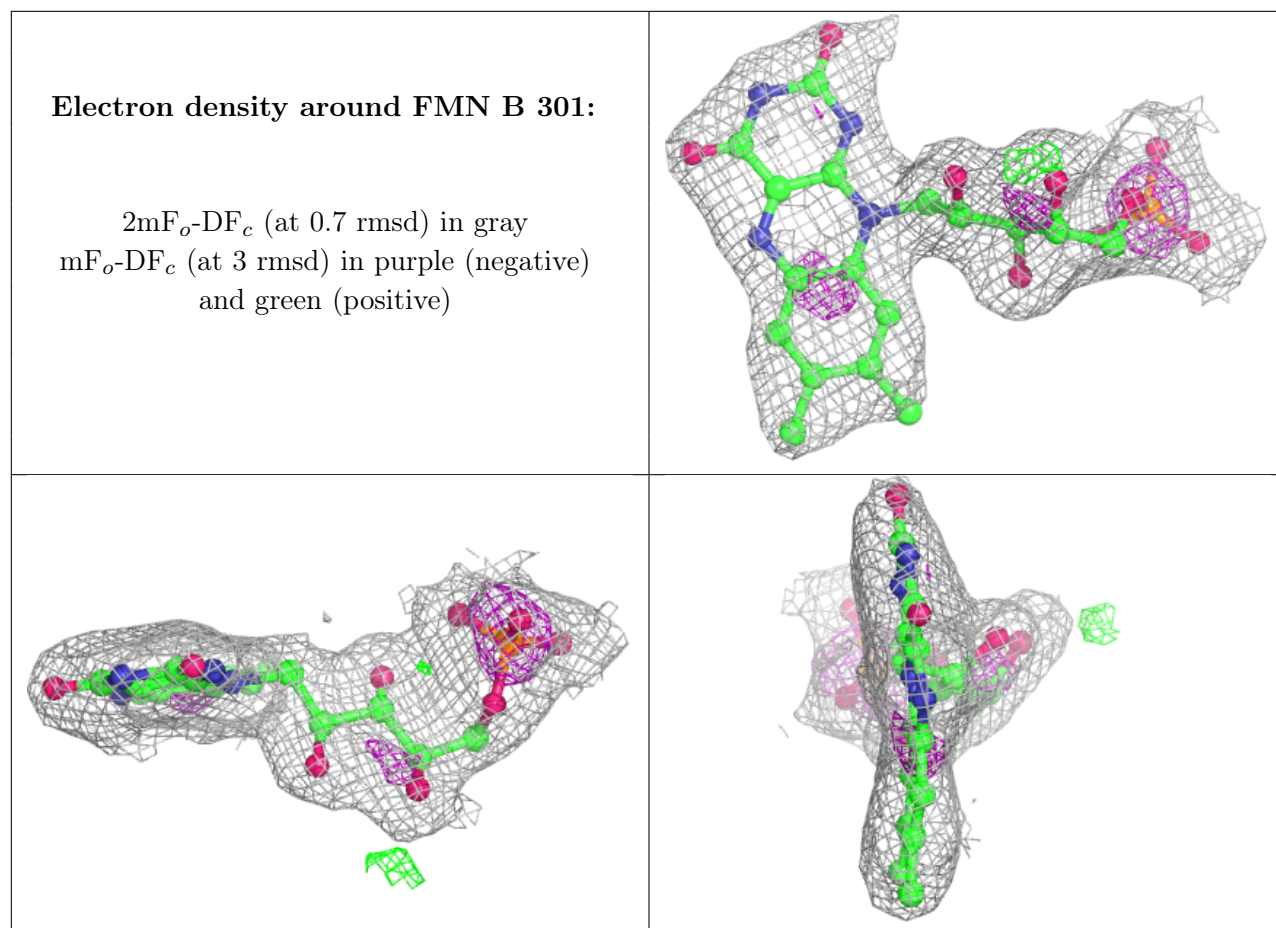 Electron density around FMN B 301:
2mFo-DFc (at 0.7 rmsd) in gray
mFo-DFc (at 3 rmsd) in purple (negative)
and green (positive)